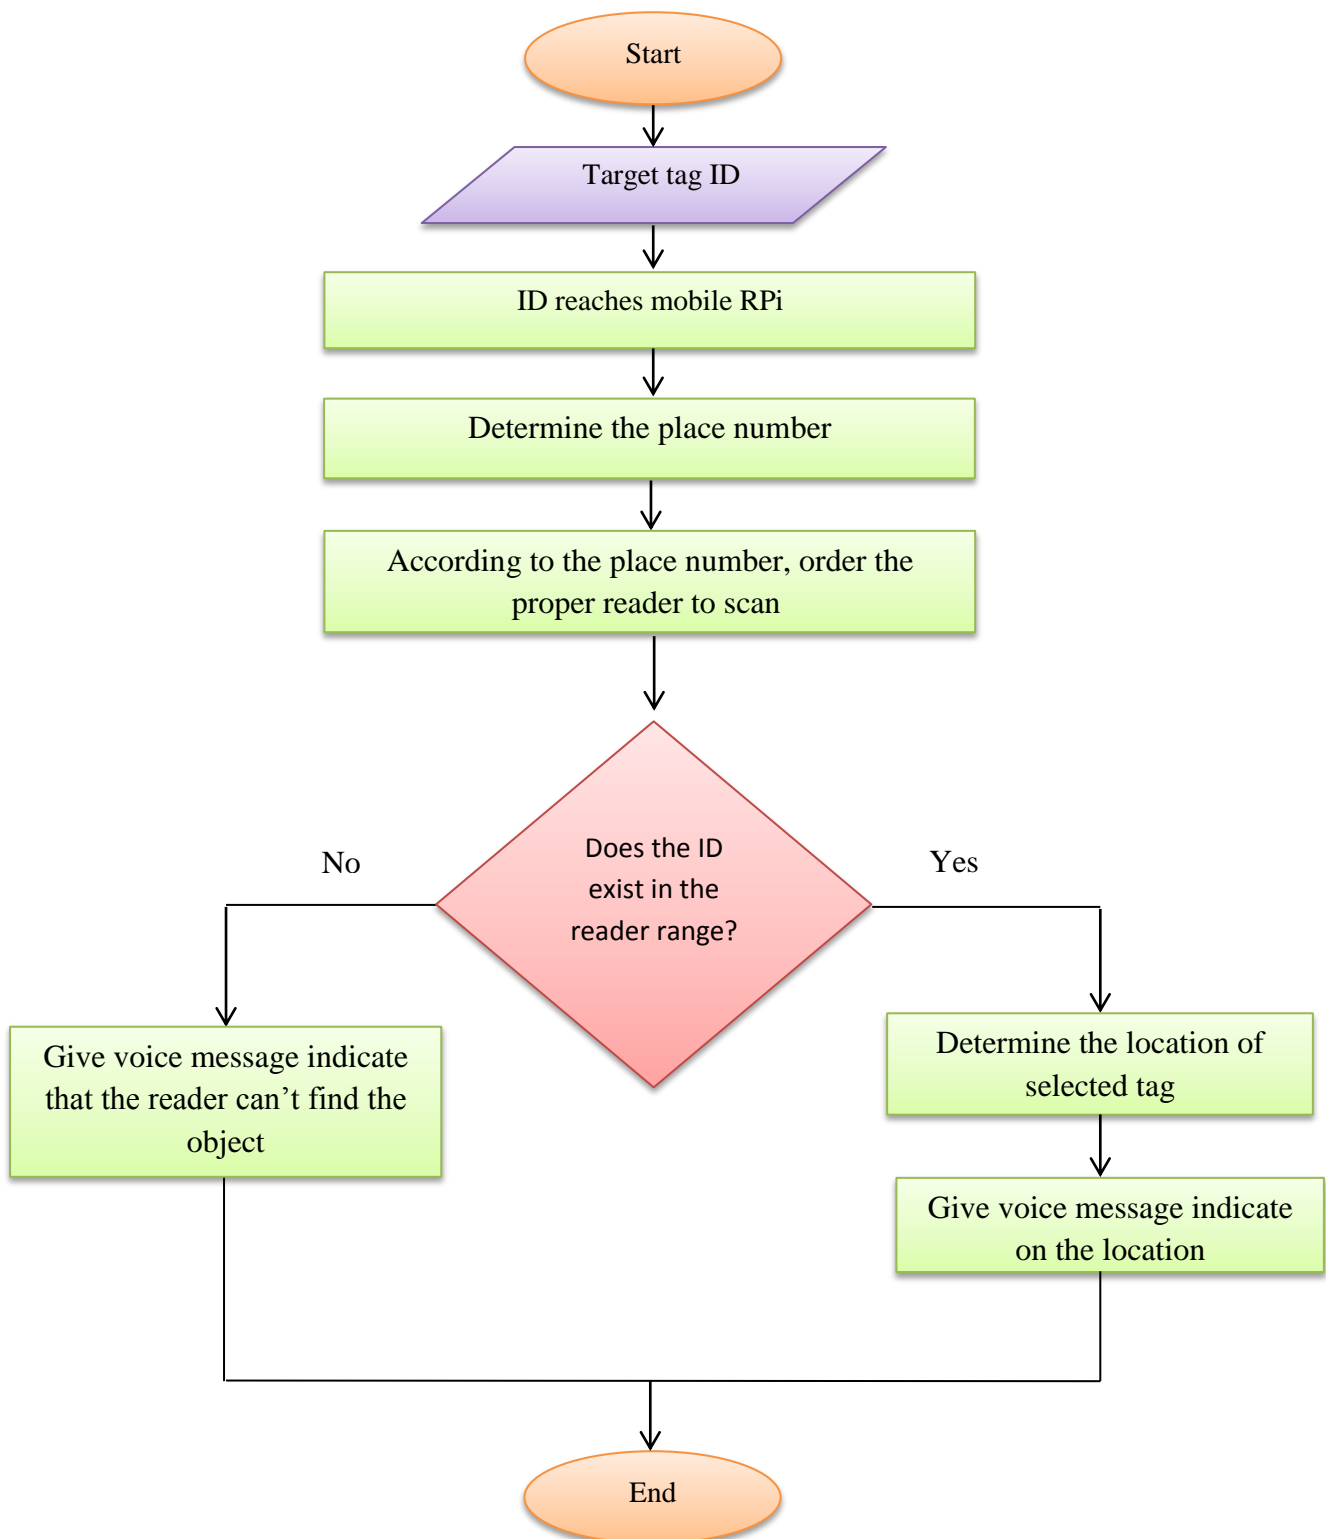 Start
Target tag ID
ID reaches mobile RPi
Determine the place number
According to the place number, order the
proper reader to scan
Does the ID
exist in the
reader range?
No
Yes
Give voice message indicate
that the reader can’t find the
object
Determine the location of
selected tag
Give voice message indicate
on the location
End